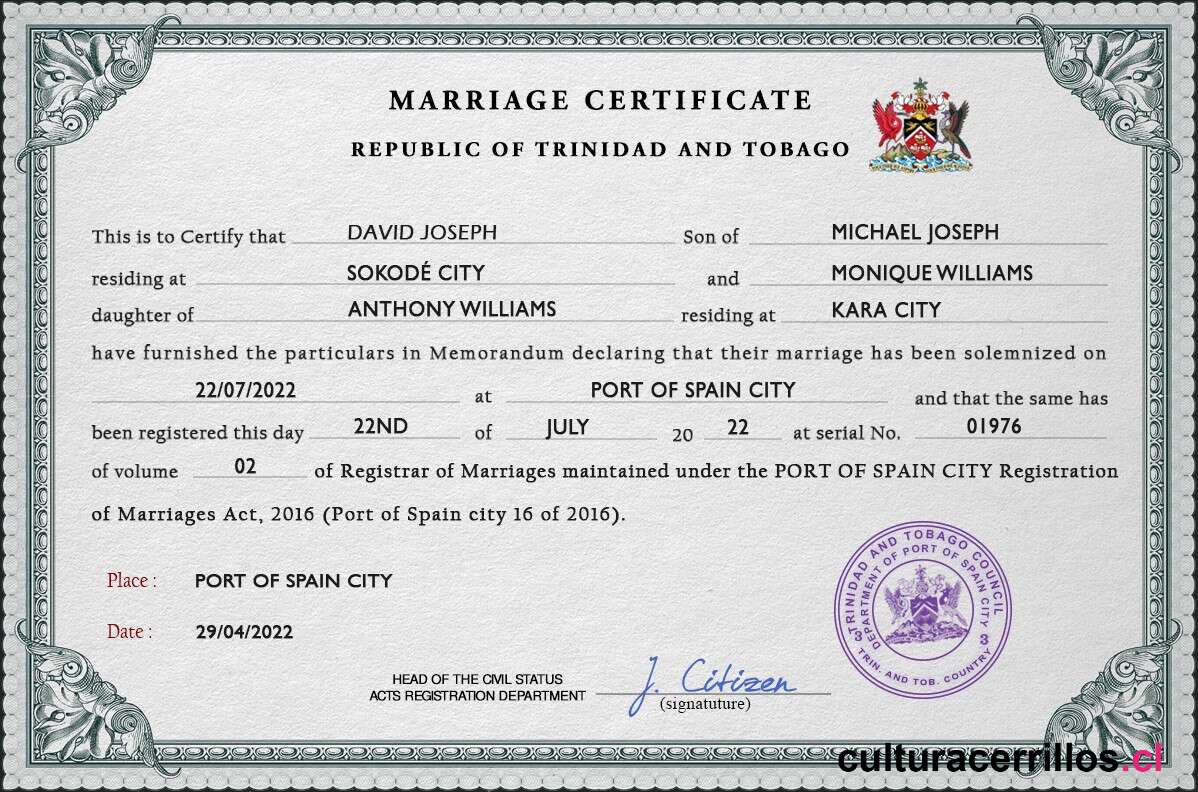 MARRIAGE CERTIFICATE
REPUBLIC OF TRINIDAD AND TOBAGO
This is to Certify that DAVID JOSEPH Son of MICHAEL JOSEPH
residing at SOKODÉ CITY and MONIQUE WILLIAMS
daughter of ANTHONY WILLIAMS residing at KARA CITY
have furnished the particulars in Memorandum declaring that their marriage has been solemnized on
22/07/2022 at PORT OF SPAIN CITY and that the same has
been registered this day 22ND of JULY 20 22 at serial No. 01976
of volume 02 of Registrar of Marriages maintained under the PORT OF SPAIN CITY Registration
of Marriages Act, 2016 (Port of Spain city 16 of 2016).
Place : PORT OF SPAIN CITY
Date : 29/04/2022
TRINIDAD AND TOBAGO COUNCIL
DEPARTMENT OF PORT OF SPAIN CITY
3 TRIN. AND TOB. COUNTRY 3
HEAD OF THE CIVIL STATUS
ACTS REGISTRATION DEPARTMENT
J. Citizen
(signatuture)
culturacerrillos.cl